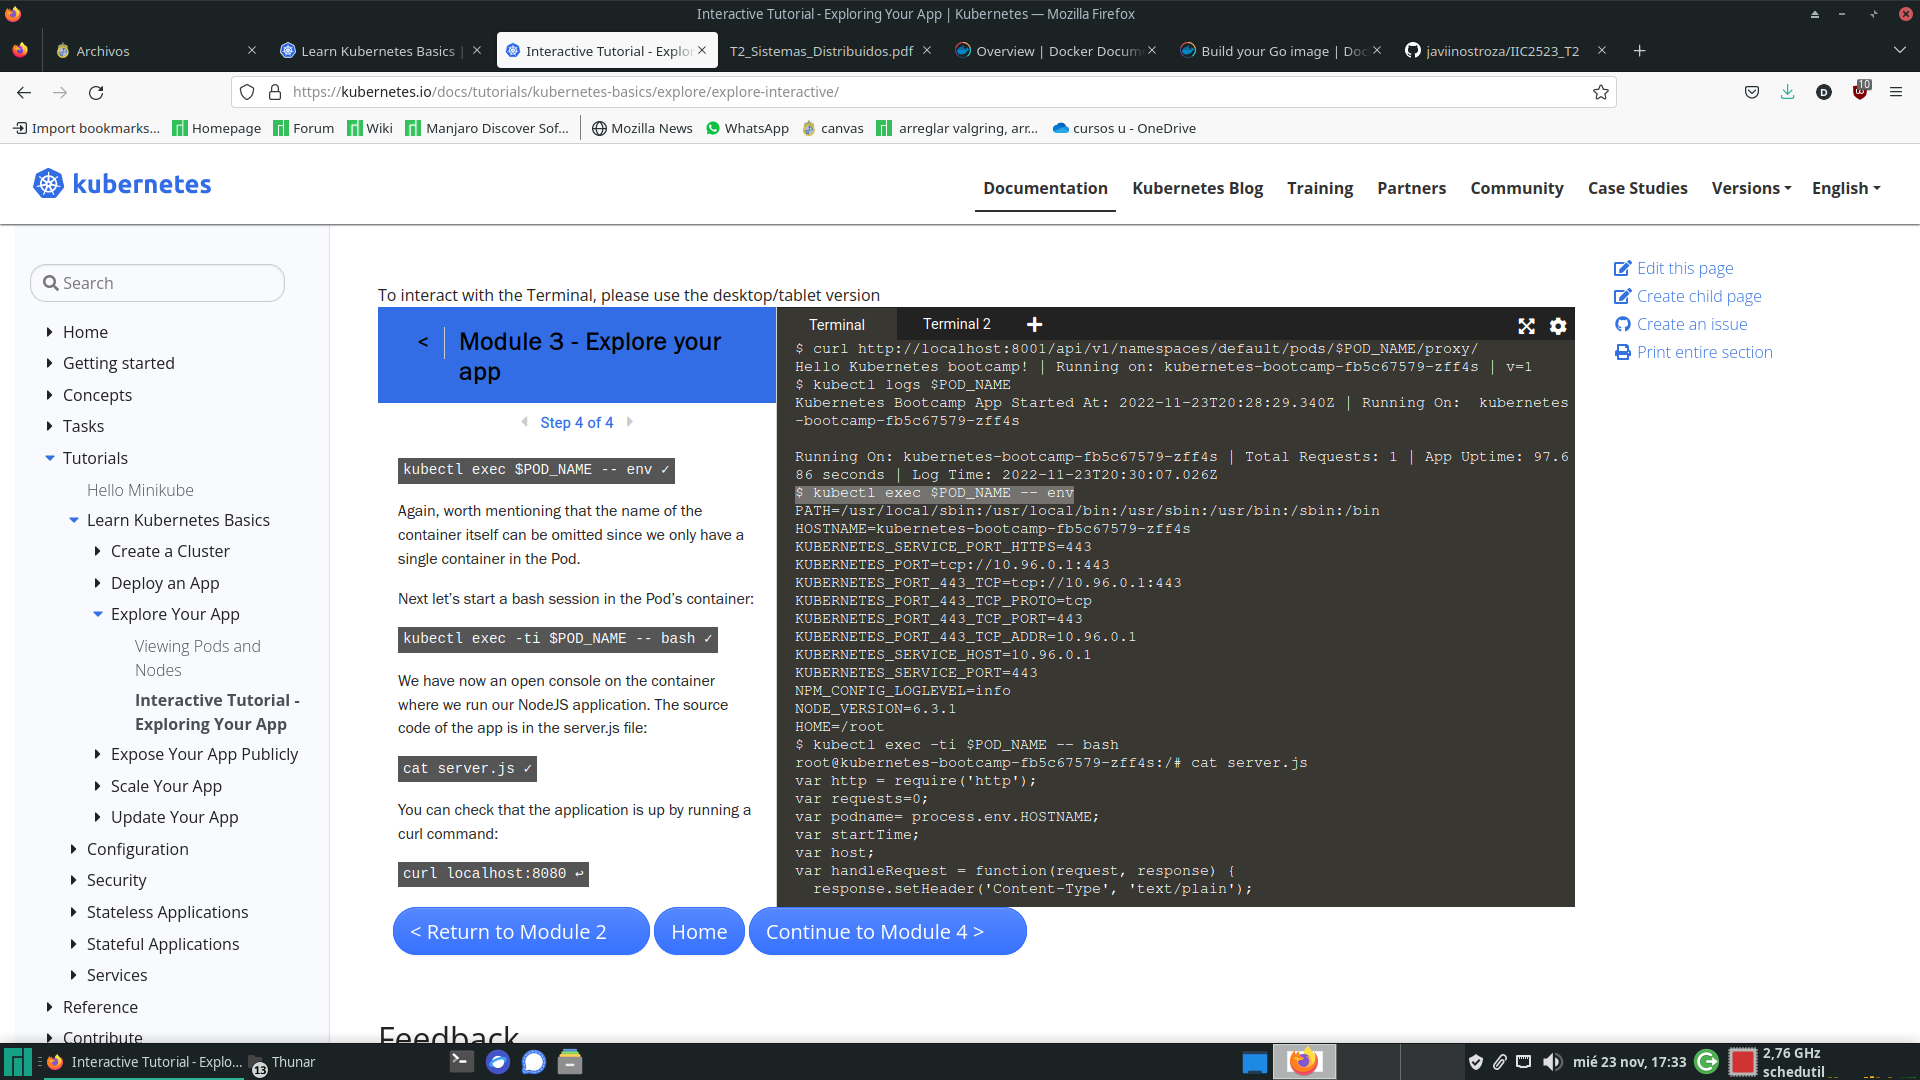 Interactive Tutorial - Exploring Your App | Kubernetes — Mozilla Firefox
Archivos
Learn Kubernetes Basics |
Interactive Tutorial - Explor
T2_Sistemas_Distribuidos.pdf
Overview | Docker Docum
Build your Go image | Doc
javiinostroza/IIC2523_T2
https://kubernetes.io/docs/tutorials/kubernetes-basics/explore/explore-interactive/
10
Import bookmarks...
Homepage
Forum
Wiki
Manjaro Discover Sof...
Mozilla News
WhatsApp
canvas
arreglar valgring, arr...
cursos u - OneDrive
kubernetes
Documentation
Kubernetes Blog
Training
Partners
Community
Case Studies
Versions
English
Search
Home
Getting started
Concepts
Tasks
Tutorials
Hello Minikube
Learn Kubernetes Basics
Create a Cluster
Deploy an App
Explore Your App
Viewing Pods and
Nodes
Interactive Tutorial -
Exploring Your App
Expose Your App Publicly
Scale Your App
Update Your App
Configuration
Security
Stateless Applications
Stateful Applications
Services
Reference
Contribute
To interact with the Terminal, please use the desktop/tablet version
< Module 3 - Explore your
app
Step 4 of 4
kubectl exec $POD_NAME -- env ✓
Again, worth mentioning that the name of the
container itself can be omitted since we only have a
single container in the Pod.
Next let’s start a bash session in the Pod’s container:
kubectl exec -ti $POD_NAME -- bash ✓
We have now an open console on the container
where we run our NodeJS application. The source
code of the app is in the server.js file:
cat server.js ✓
You can check that the application is up by running a
curl command:
curl localhost:8080 ↩
Terminal
Terminal 2
$ curl http://localhost:8001/api/v1/namespaces/default/pods/$POD_NAME/proxy/
Hello Kubernetes bootcamp! | Running on: kubernetes-bootcamp-fb5c67579-zff4s | v=1
$ kubectl logs $POD_NAME
Kubernetes Bootcamp App Started At: 2022-11-23T20:28:29.340Z | Running On:  kubernetes
-bootcamp-fb5c67579-zff4s
Running On: kubernetes-bootcamp-fb5c67579-zff4s | Total Requests: 1 | App Uptime: 97.6
86 seconds | Log Time: 2022-11-23T20:30:07.026Z
$ kubectl exec $POD_NAME -- env
PATH=/usr/local/sbin:/usr/local/bin:/usr/sbin:/usr/bin:/sbin:/bin
HOSTNAME=kubernetes-bootcamp-fb5c67579-zff4s
KUBERNETES_SERVICE_PORT_HTTPS=443
KUBERNETES_PORT=tcp://10.96.0.1:443
KUBERNETES_PORT_443_TCP=tcp://10.96.0.1:443
KUBERNETES_PORT_443_TCP_PROTO=tcp
KUBERNETES_PORT_443_TCP_PORT=443
KUBERNETES_PORT_443_TCP_ADDR=10.96.0.1
KUBERNETES_SERVICE_HOST=10.96.0.1
KUBERNETES_SERVICE_PORT=443
NPM_CONFIG_LOGLEVEL=info
NODE_VERSION=6.3.1
HOME=/root
$ kubectl exec -ti $POD_NAME -- bash
root@kubernetes-bootcamp-fb5c67579-zff4s:/# cat server.js
var http = require('http');
var requests=0;
var podname= process.env.HOSTNAME;
var startTime;
var host;
var handleRequest = function(request, response) {
  response.setHeader('Content-Type', 'text/plain');
Edit this page
Create child page
Create an issue
Print entire section
< Return to Module 2
Home
Continue to Module 4 >
Feedback
Interactive Tutorial - Explo...
13
Thunar
mié 23 nov, 17:33
2,76 GHz
schedutil